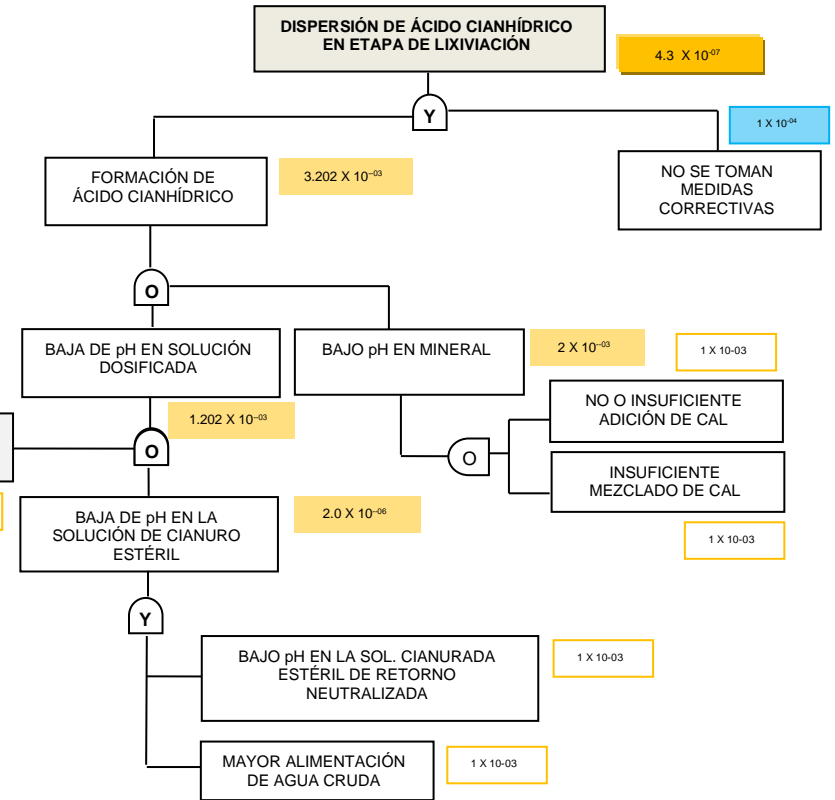 DISPERSIÓN DE ÁCIDO CIANHÍDRICO
EN ETAPA DE LIXIVIACIÓN
4.3 X 10⁻⁰⁷
Y
1 X 10⁻⁰⁴
FORMACIÓN DE
ÁCIDO CIANHÍDRICO
3.202 X 10⁻⁰³
NO SE TOMAN
MEDIDAS
CORRECTIVAS
O
BAJA DE pH EN SOLUCIÓN
DOSIFICADA
BAJO pH EN MINERAL
2 X 10⁻⁰³
1 X 10-03
NO O INSUFICIENTE
ADICIÓN DE CAL
1.202 X 10⁻⁰³
O
O
INSUFICIENTE
MEZCLADO DE CAL
BAJA DE pH EN LA
SOLUCIÓN DE CIANURO
ESTÉRIL
2.0 X 10⁻⁰⁶
1 X 10-03
Y
BAJO pH EN LA SOL. CIANURADA
ESTÉRIL DE RETORNO
NEUTRALIZADA
1 X 10-03
MAYOR ALIMENTACIÓN
DE AGUA CRUDA
1 X 10-03